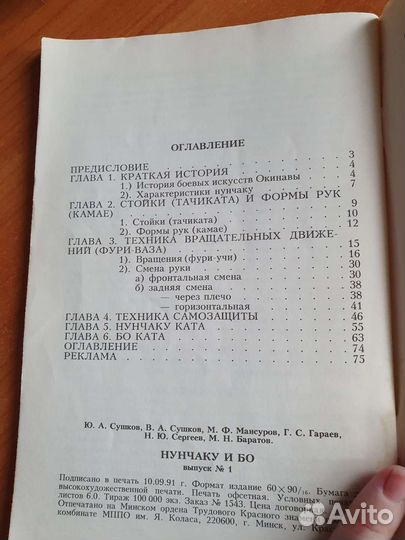 ОГЛАВЛЕНИЕ
ПРЕДИСЛОВИЕ 3
ГЛАВА 1. КРАТКАЯ ИСТОРИЯ 4
1.) История боевых искусств Окинавы 4
2). Характеристики нунчаку 7
ГЛАВА 2. СТОЙКИ (ТАЧИКАТА) И ФОРМЫ РУК
(КАМАЕ) 9
1). Стойки (тачиката) 10
2). Формы рук (камае) 12
ГЛАВА 3. ТЕХНИКА ВРАЩАТЕЛЬНЫХ ДВИЖЕ-
НИЙ (ФУРИ-ВАЗА) 15
1). Вращения (фури-учи) 16
2). Смена руки 30
а) фронтальная смена 30
б) задняя смена 38
— через плечо 38
— горизонтальная 41
ГЛАВА 4. ТЕХНИКА САМОЗАЩИТЫ 46
ГЛАВА 5. НУНЧАКУ КАТА 55
ГЛАВА 6. БО КАТА 63
ОГЛАВЛЕНИЕ 74
РЕКЛАМА 75
Ю. А. Сушков, В. А. Сушков, М. Ф. Мансуров, Г. С. Гараев,
Н. Ю. Сергеев, М. Н. Баратов.
НУНЧАКУ И БО
выпуск № 1
Подписано в печать 10.09.91 г. Формат издание 60×90/16. Бумага
высокохудожественной печати. Печать офсетная. Условных
листов 6.0. Тираж 100 000 экз. Заказ № 1543. Цена договорная
Отпечатано на Минском ордена Трудового Красного
комбинате МППО им. Я. Коласа, 220600, г. Минск, ул.
Avito